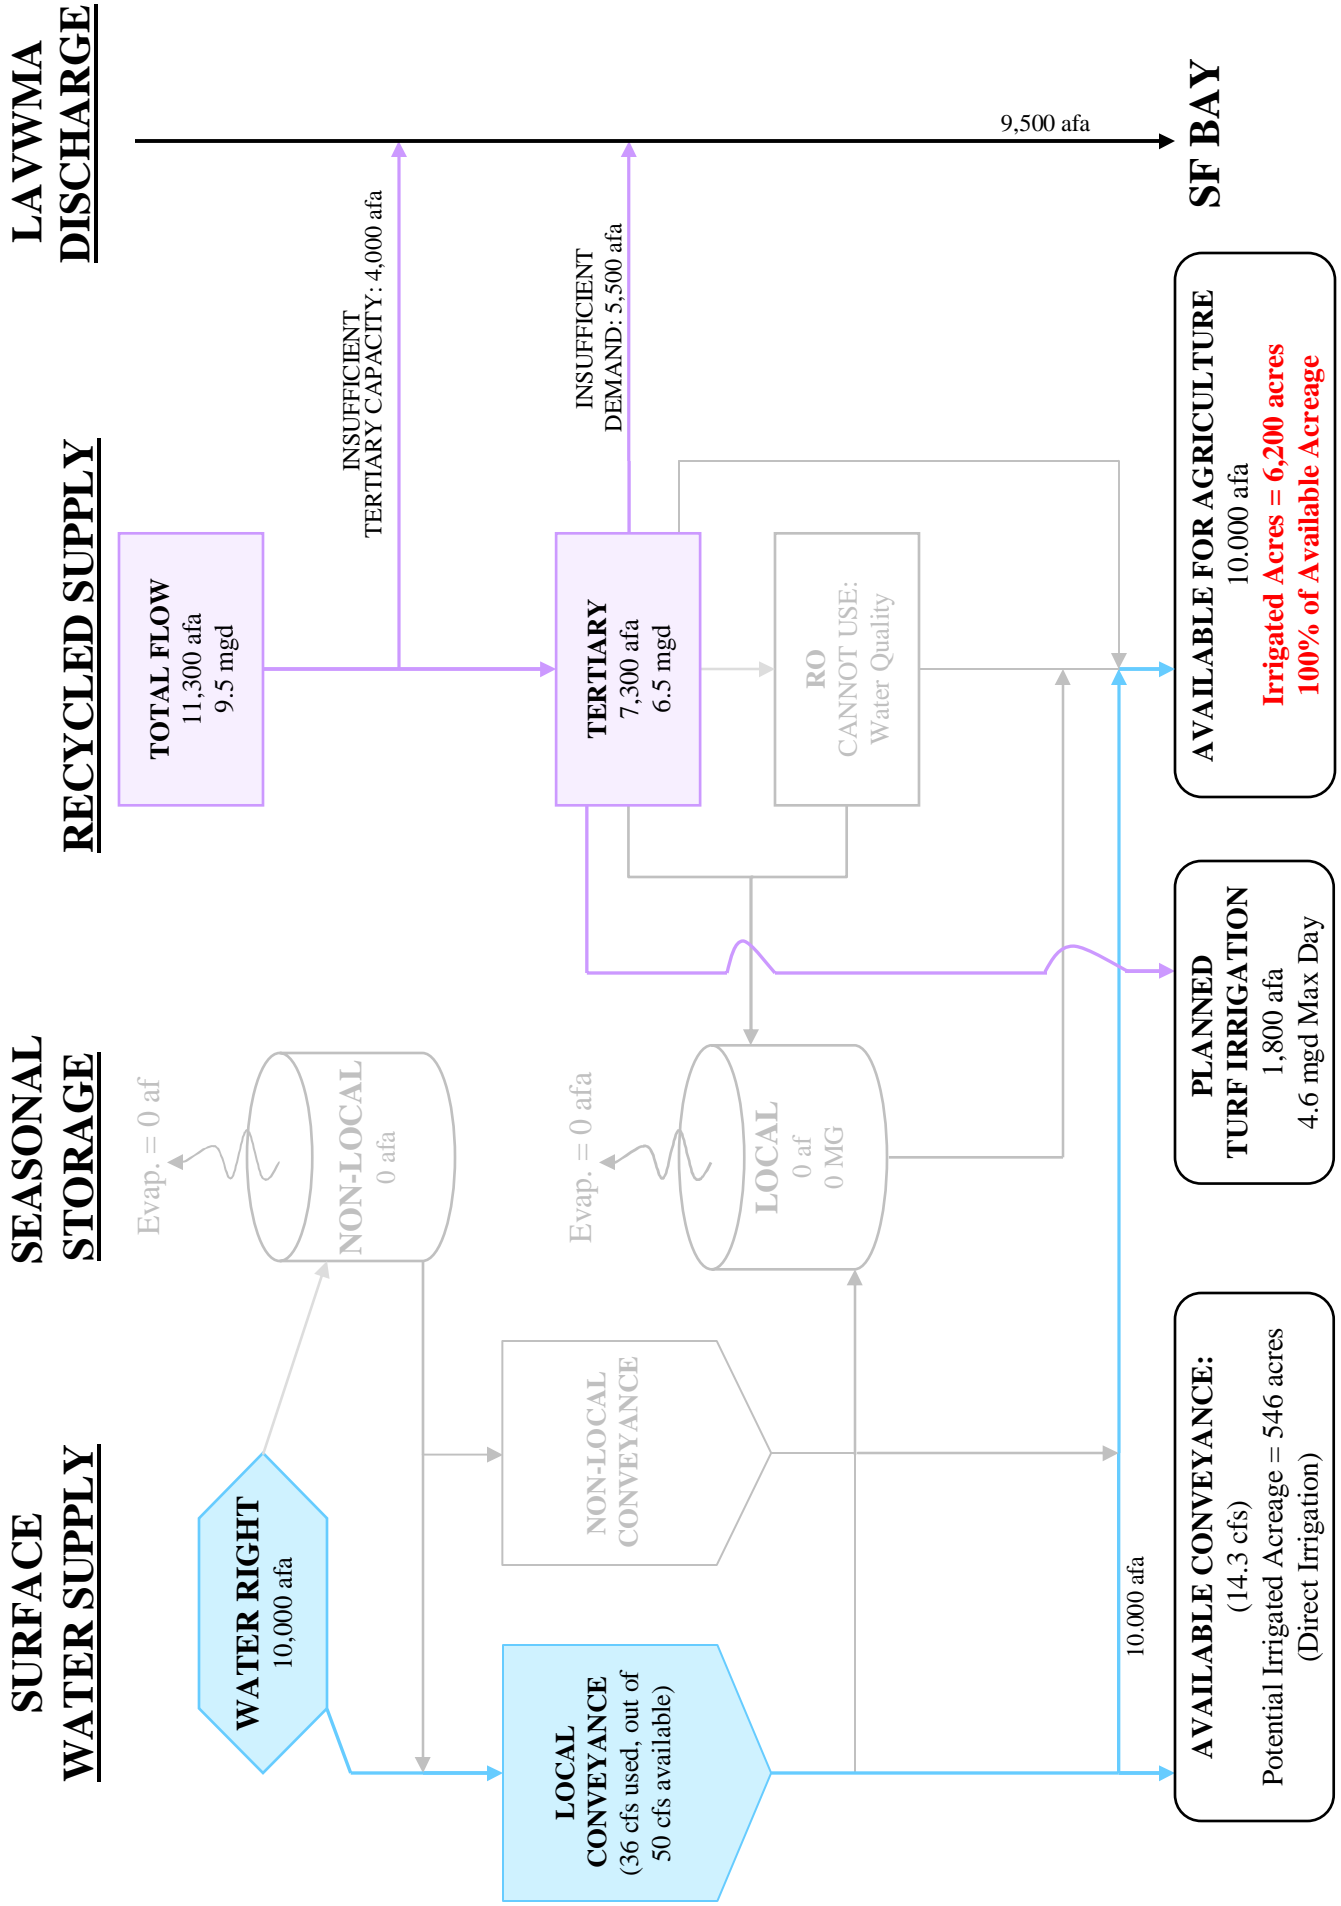 SURFACE
WATER SUPPLY
SEASONAL
STORAGE
RECYCLED SUPPLY
LAVWMA
DISCHARGE
WATER RIGHT
10,000 afa
Evap. = 0 af
NON-LOCAL
0 afa
TOTAL FLOW
11,300 afa
9.5 mgd
INSUFFICIENT
TERTIARY CAPACITY: 4,000 afa
LOCAL
CONVEYANCE
(36 cfs used, out of
50 cfs available)
NON-LOCAL
CONVEYANCE
Evap. = 0 afa
LOCAL
0 af
0 MG
TERTIARY
7,300 afa
6.5 mgd
INSUFFICIENT
DEMAND: 5,500 afa
RO
CANNOT USE:
Water Quality
9,500 afa
10.000 afa
AVAILABLE CONVEYANCE:
(14.3 cfs)
Potential Irrigated Acreage = 546 acres
(Direct Irrigation)
PLANNED
TURF IRRIGATION
1,800 afa
4.6 mgd Max Day
AVAILABLE FOR AGRICULTURE
10.000 afa
Irrigated Acres = 6,200 acres
100% of Available Acreage
SF BAY